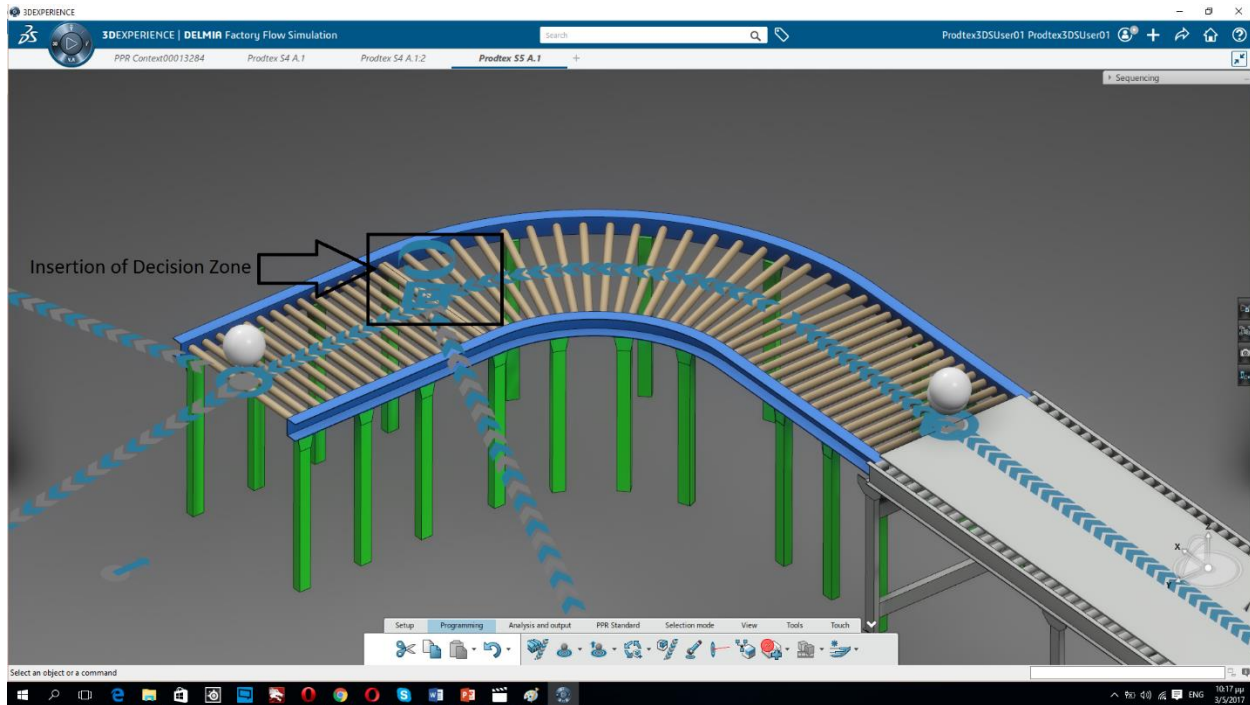 3DEXPERIENCE
3DEXPERIENCE | DELMIA Factory Flow Simulation
Search
Prodtex3DSUser01 Prodtex3DSUser01
PPR Context00013284
Prodtex S4 A.1
Prodtex S4 A.1:2
Prodtex S5 A.1
Sequencing
Insertion of Decision Zone
Z
X
Y
Setup
Programming
Analysis and output
PPR Standard
Selection mode
View
Tools
Touch
Select an object or a command
ENG
10:17 μμ
3/5/2017